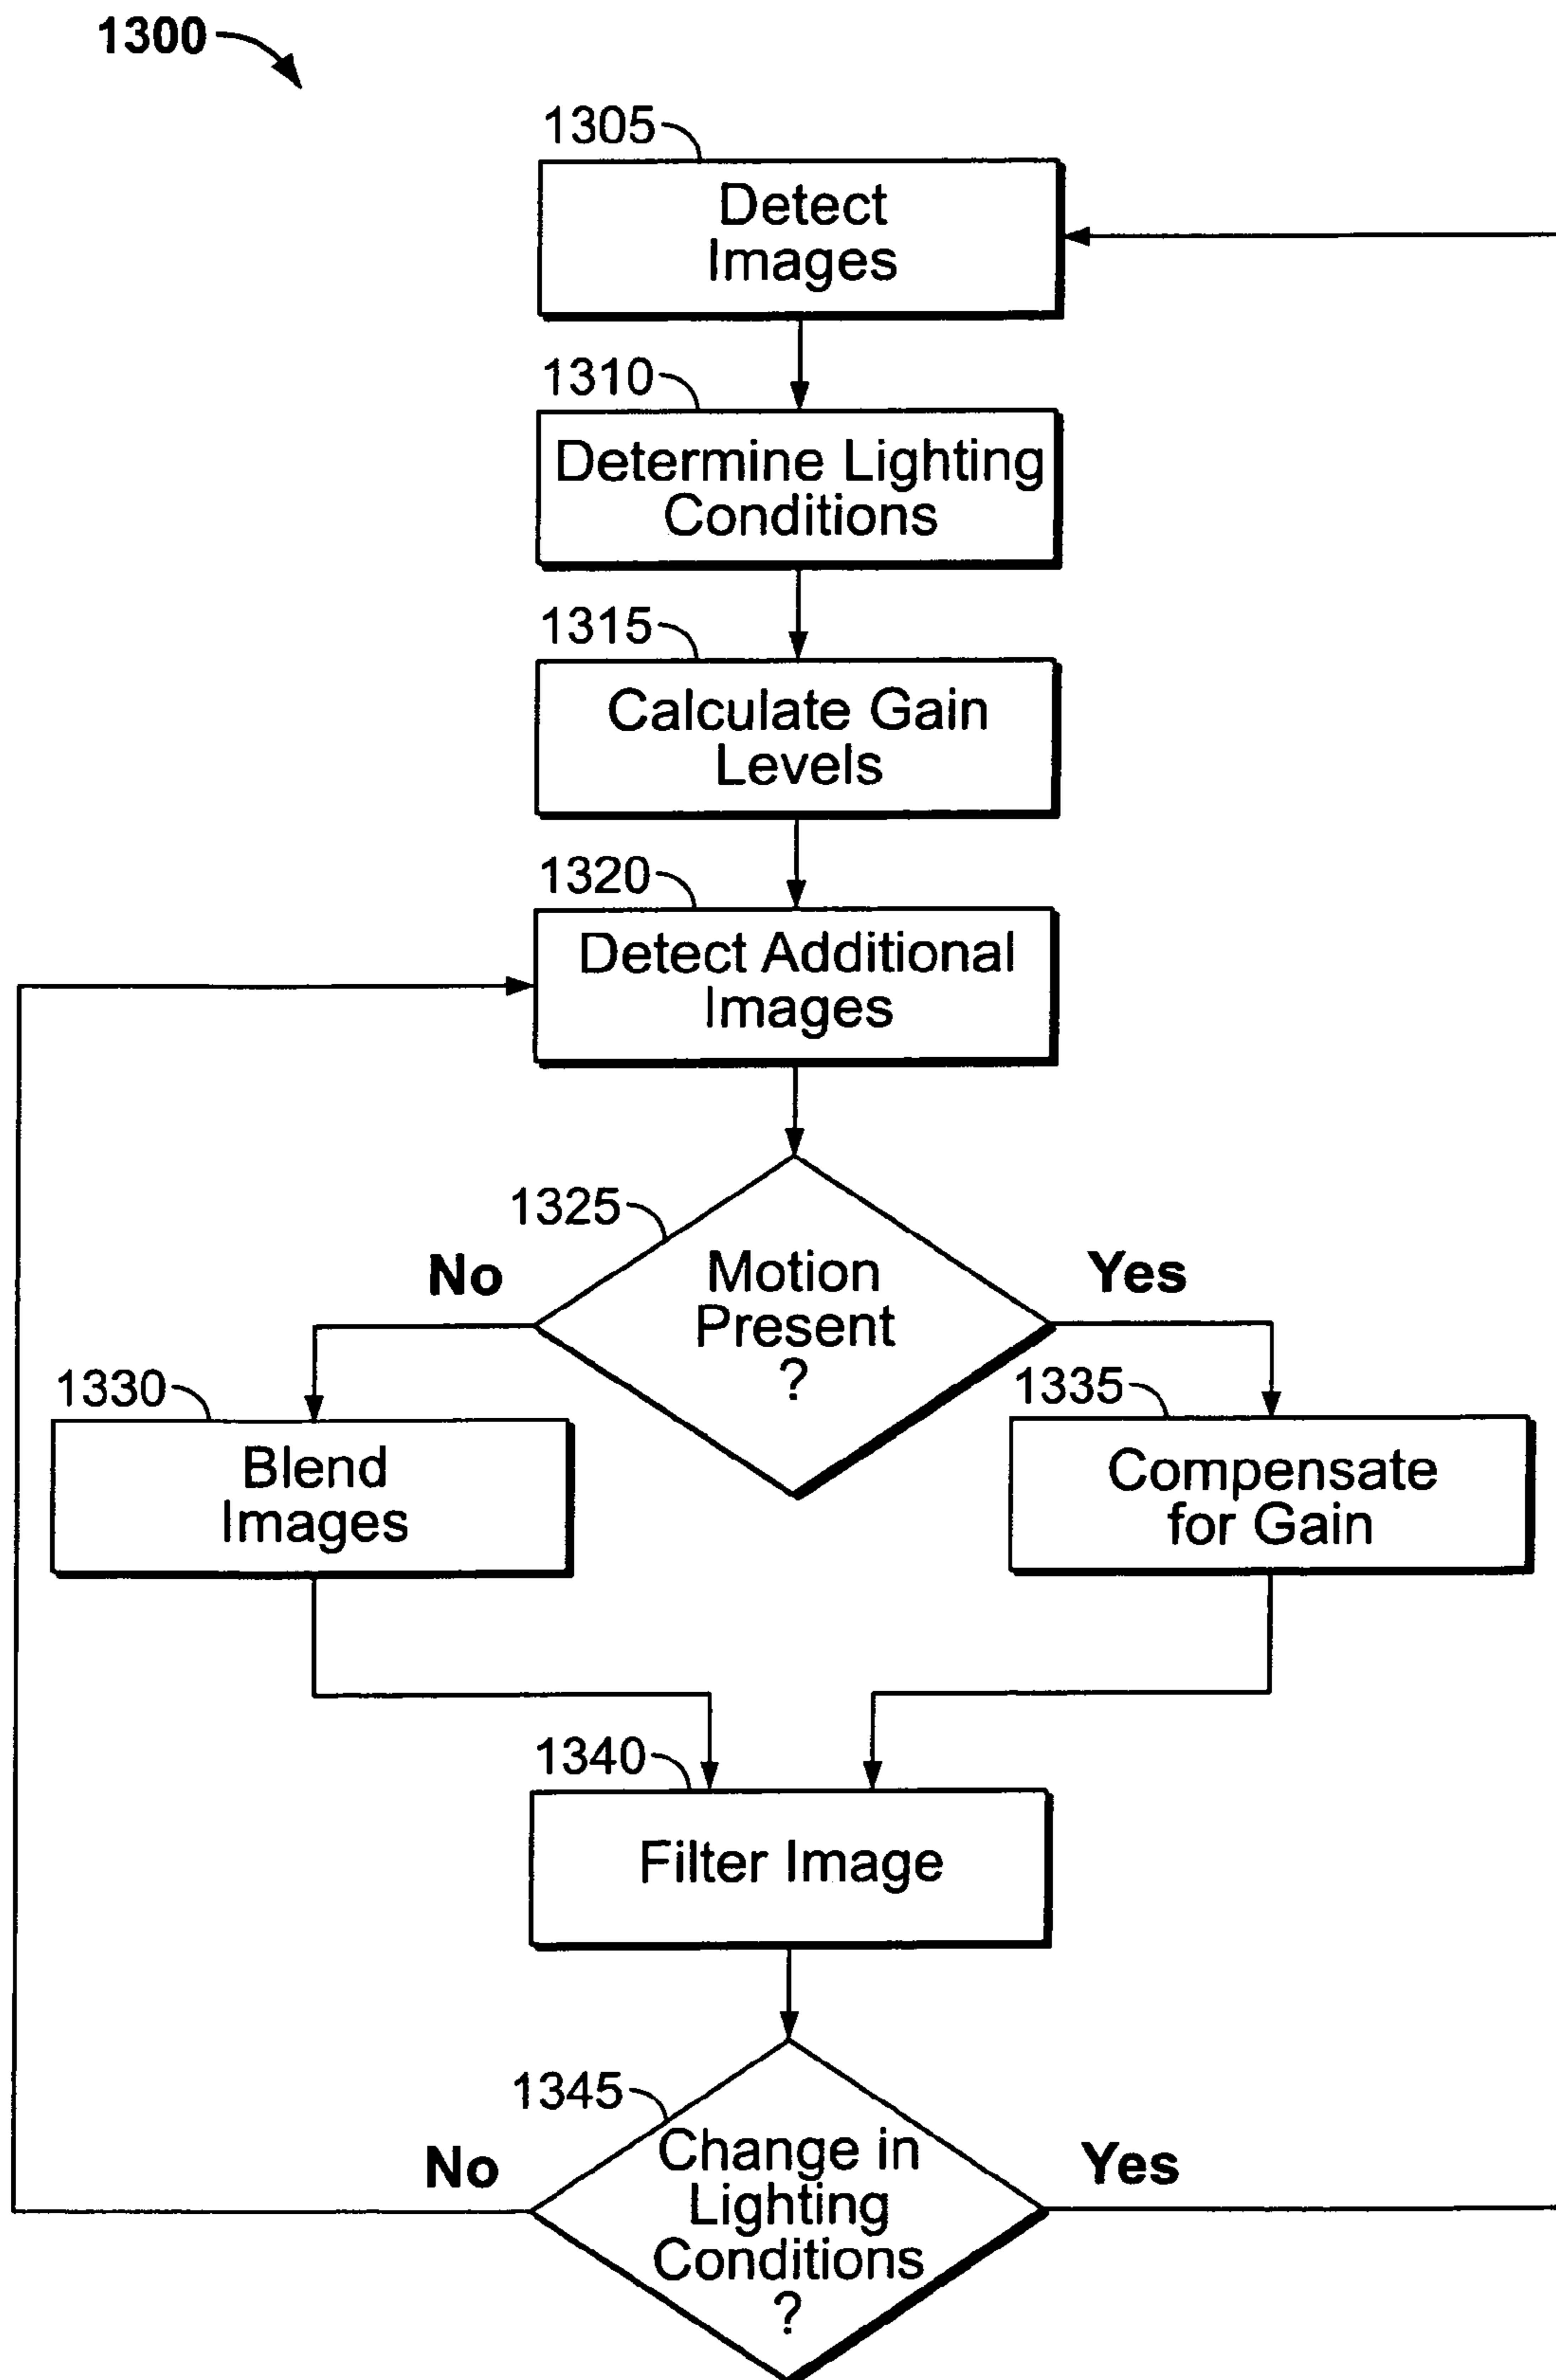 1300
1305
Detect
Images
1310
Determine Lighting
Conditions
1315
Calculate Gain
Levels
1320
Detect Additional
Images
1325
No
Motion
Present
?
Yes
1330
Blend
Images
1335
Compensate
for Gain
1340
Filter Image
1345
No
Change in
Lighting
Conditions
?
Yes